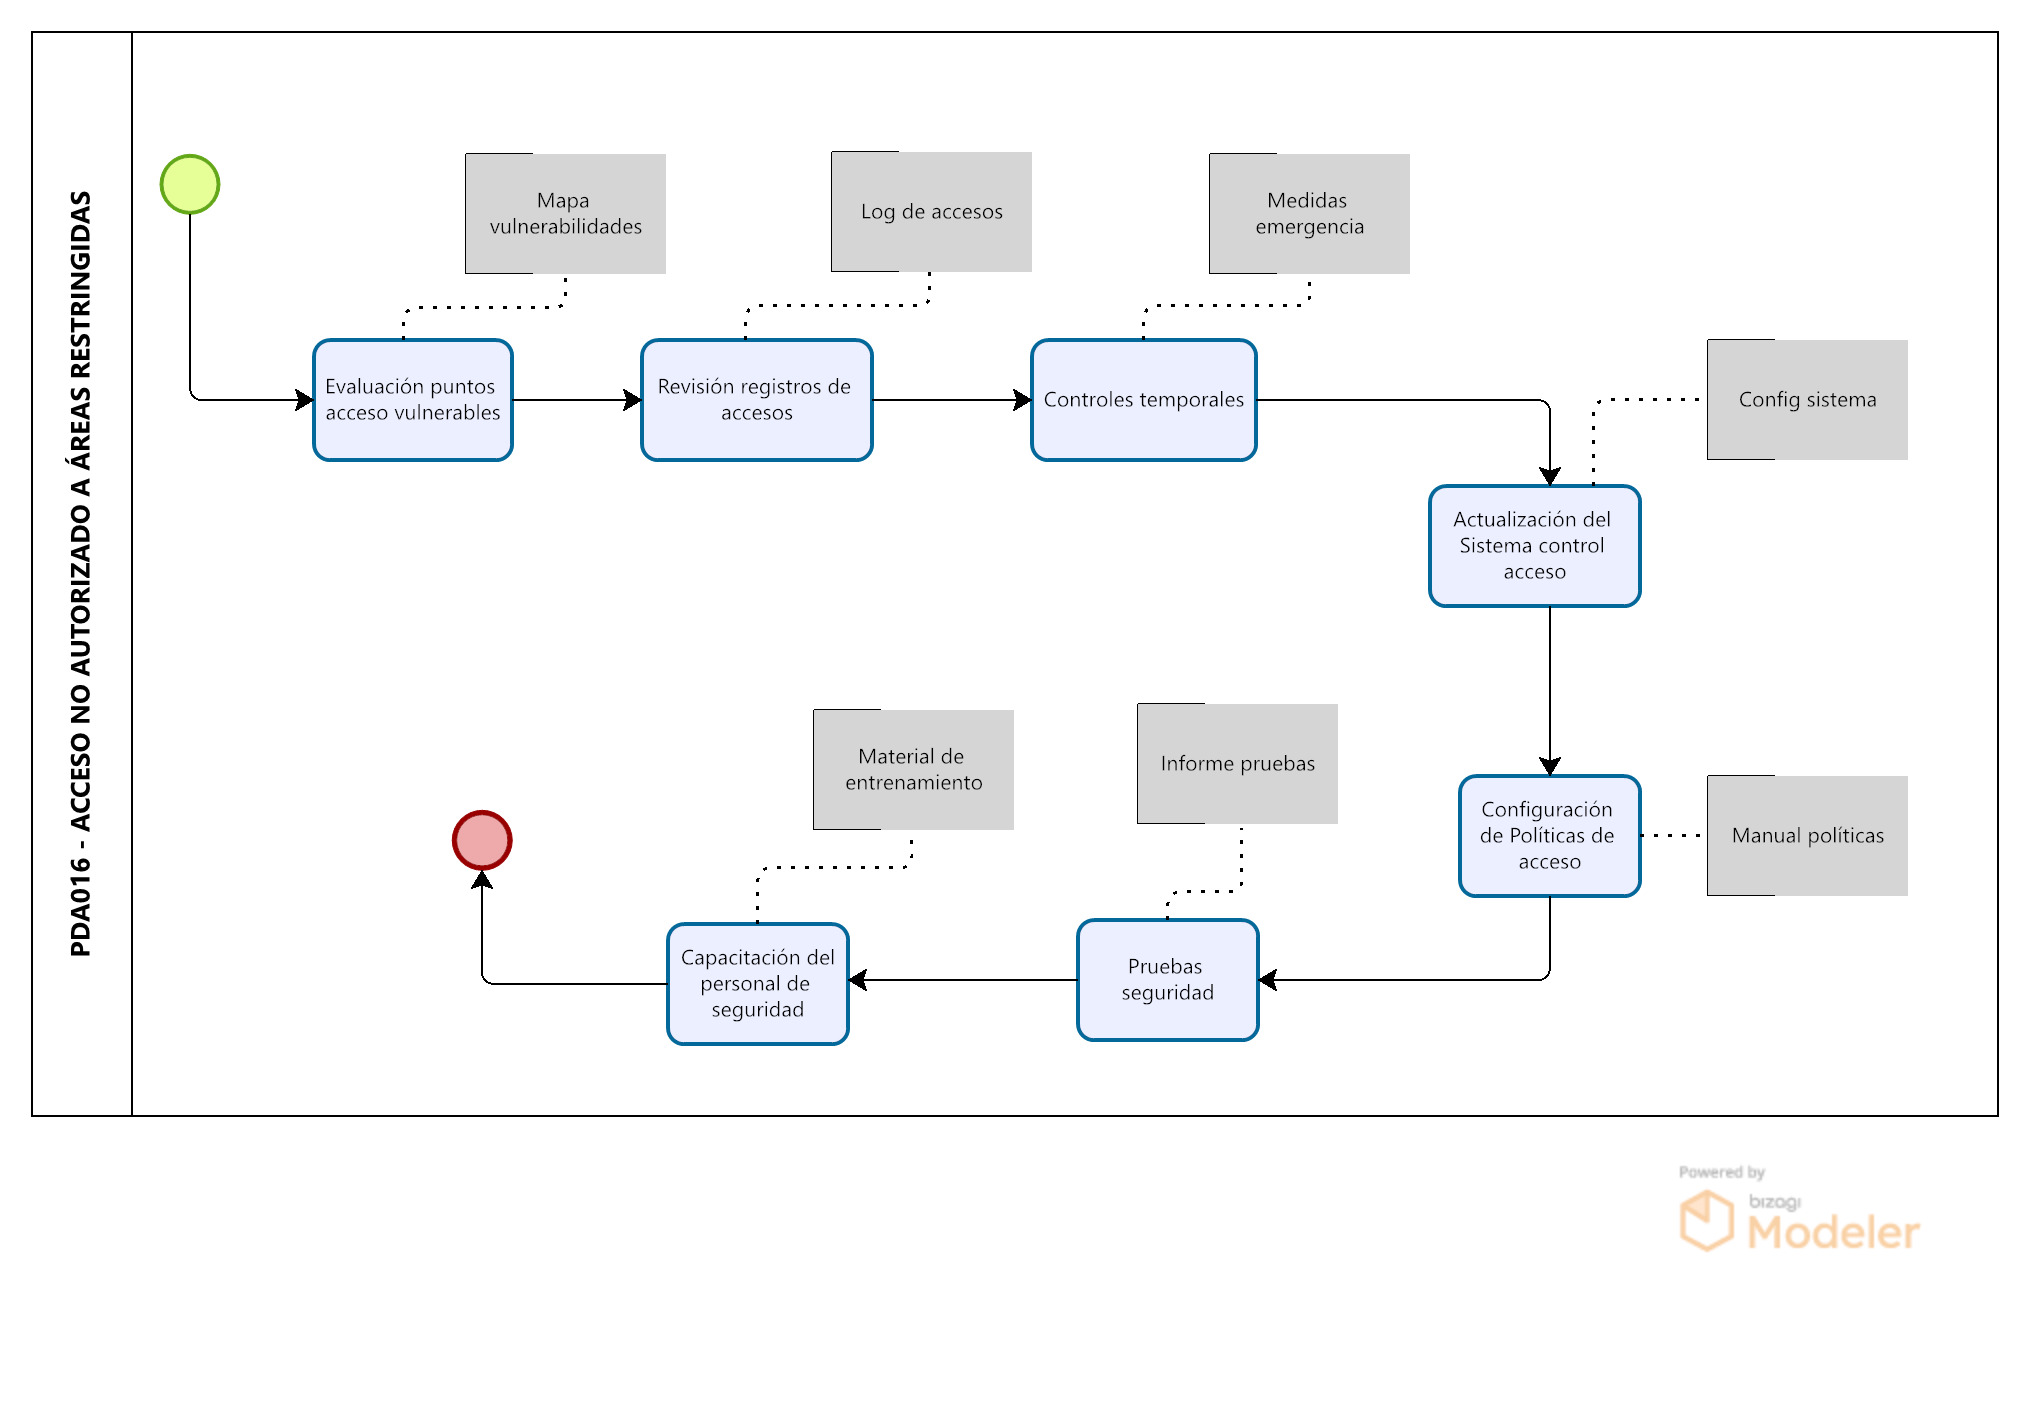 PDA016 - ACCESO NO AUTORIZADO A ÁREAS RESTRINGIDAS
Mapa
vulnerabilidades
Log de accesos
Medidas
emergencia
Evaluación puntos
acceso vulnerables
Revisión registros de
accesos
Controles temporales
Config sistema
Actualización del
Sistema control
acceso
Material de
entrenamiento
Informe pruebas
Configuración
de Políticas de
acceso
Manual políticas
Capacitación del
personal de
seguridad
Pruebas
seguridad
Powered by
bizagi
Modeler